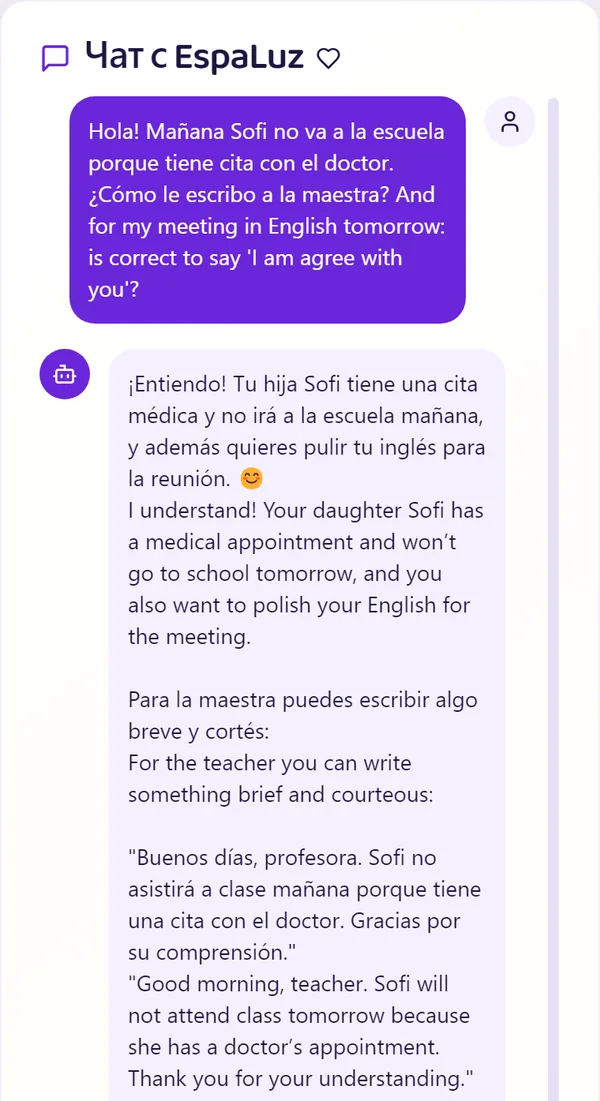 Чат с EspaLuz
Hola! Mañana Sofi no va a la escuela
porque tiene cita con el doctor.
¿Cómo le escribo a la maestra? And
for my meeting in English tomorrow:
is correct to say 'I am agree with
you'?
¡Entiendo! Tu hija Sofi tiene una cita
médica y no irá a la escuela mañana,
y además quieres pulir tu inglés para
la reunión. 😊
I understand! Your daughter Sofi has
a medical appointment and won’t
go to school tomorrow, and you
also want to polish your English for
the meeting.
Para la maestra puedes escribir algo
breve y cortés:
For the teacher you can write
something brief and courteous:
"Buenos días, profesora. Sofi no
asistirá a clase mañana porque tiene
una cita con el doctor. Gracias por
su comprensión."
"Good morning, teacher. Sofi will
not attend class tomorrow because
she has a doctor’s appointment.
Thank you for your understanding."